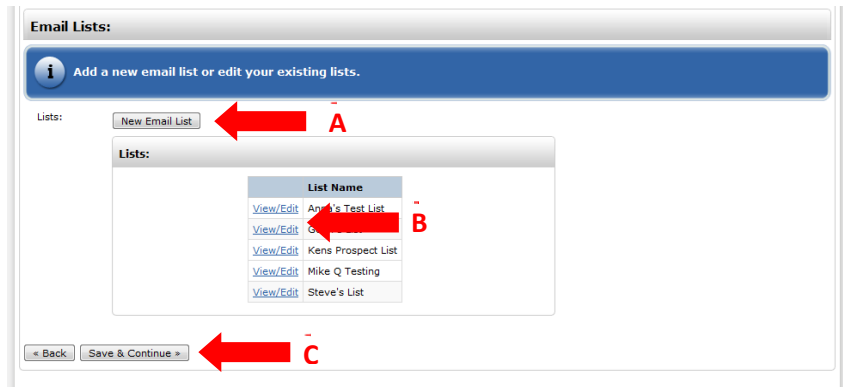 Email Lists:
i Add a new email list or edit your existing lists.
Lists: New Email List A
Lists:
List Name
View/Edit Test List
View/Edit B
View/Edit Kens Prospect List
View/Edit Mike Q Testing
View/Edit Steve's List
« Back Save & Continue » C